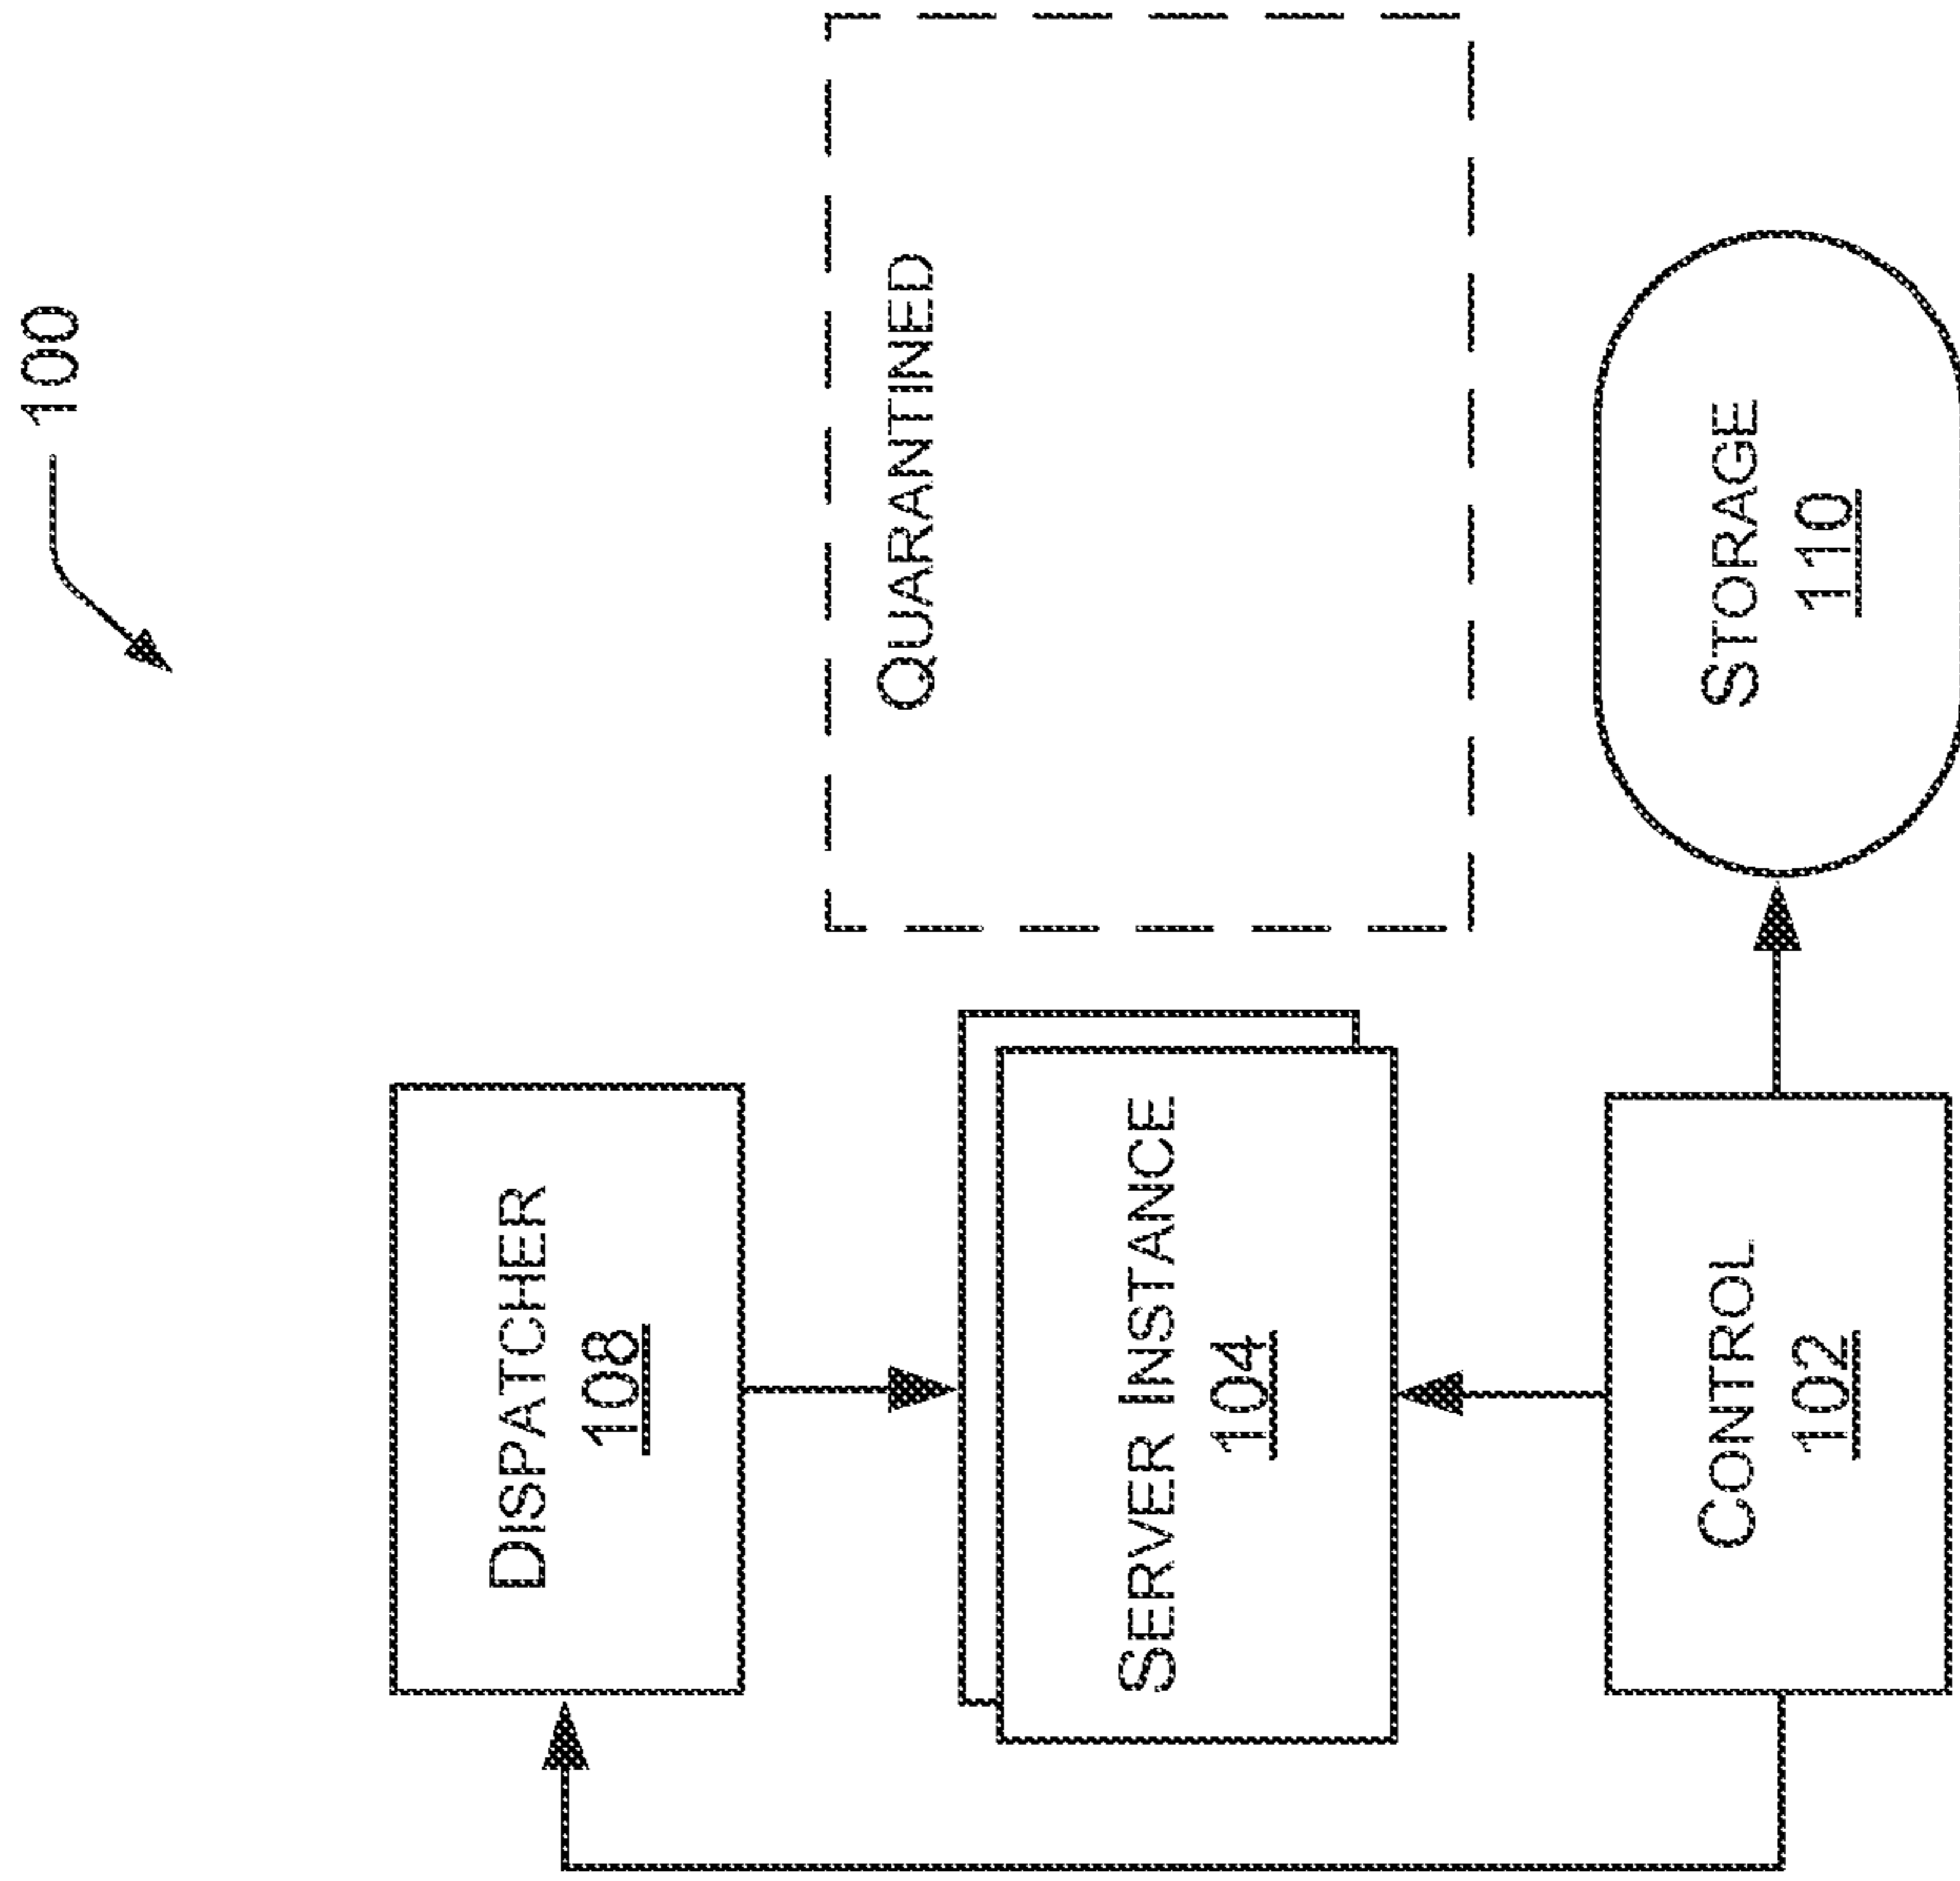 100
DISPATCHER
108
QUARANTINED
SERVER INSTANCE
104
CONTROL
102
STORAGE
110